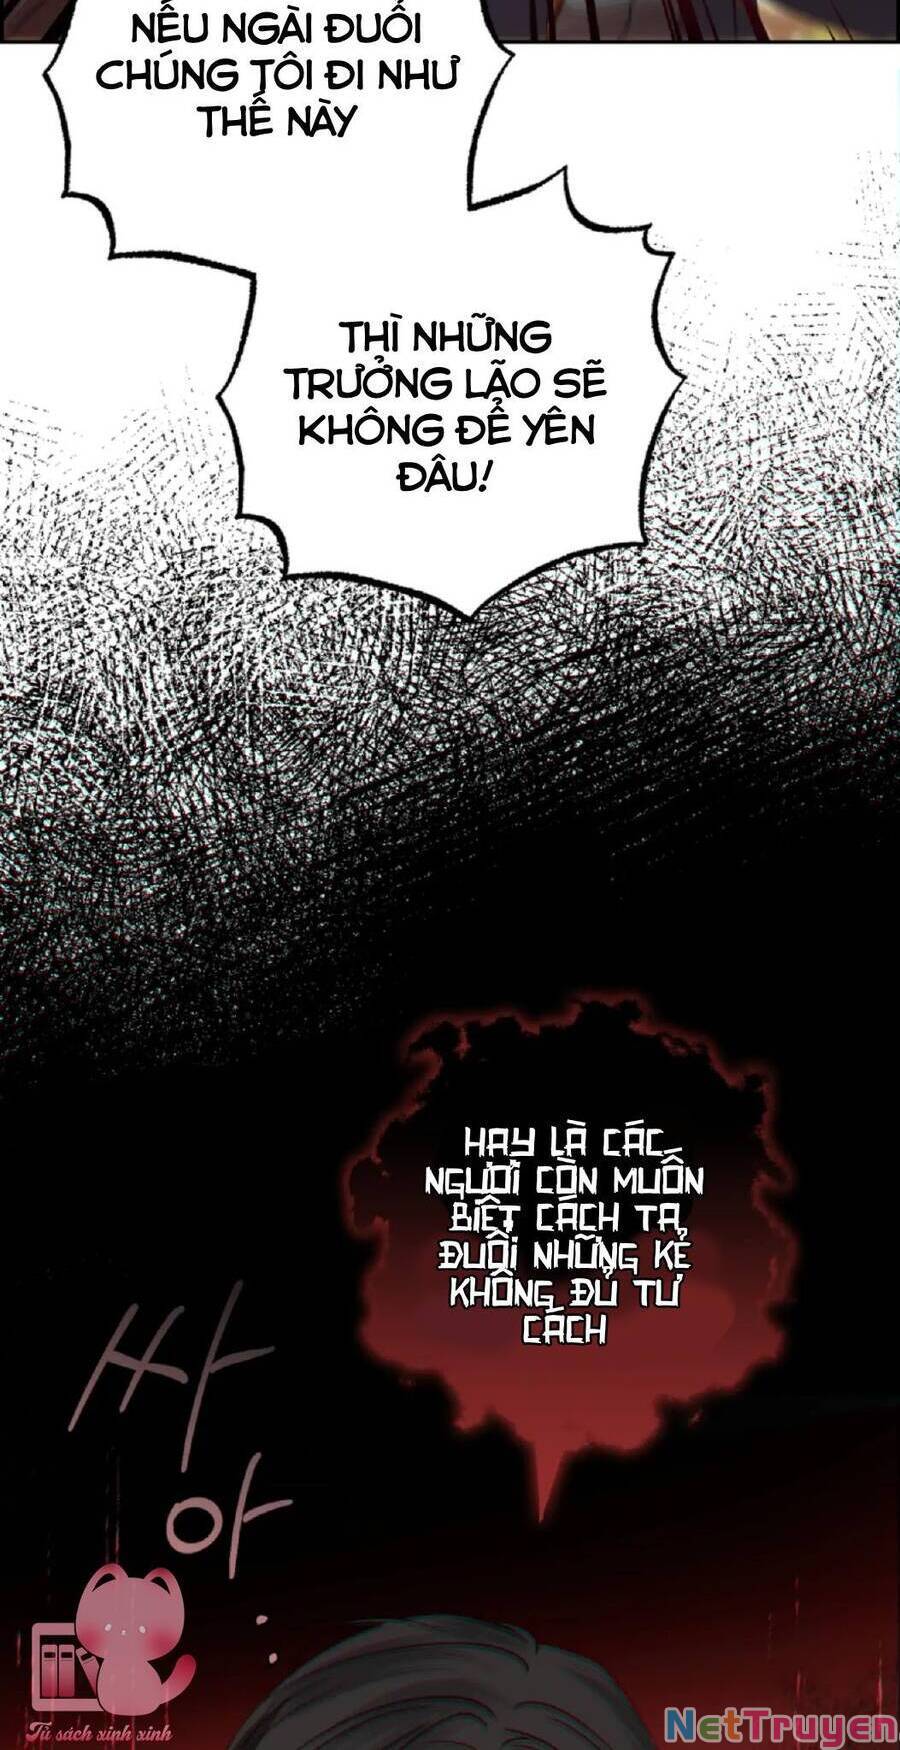 NẾU NGÀI ĐUỔI
CHÚNG TÔI ĐI NHƯ
THẾ NÀY
THÌ NHỮNG
TRƯỞNG LÃO SẼ
KHÔNG ĐỂ YÊN
ĐÂU!
HAY LÀ CÁC
NGƯƠI CÒN MUỐN
BIẾT CÁCH TA
ĐUỔI NHỮNG KẺ
KHÔNG ĐỦ TƯ
CÁCH
싸
아
...
Tủ sách xinh xinh
NetTruyen